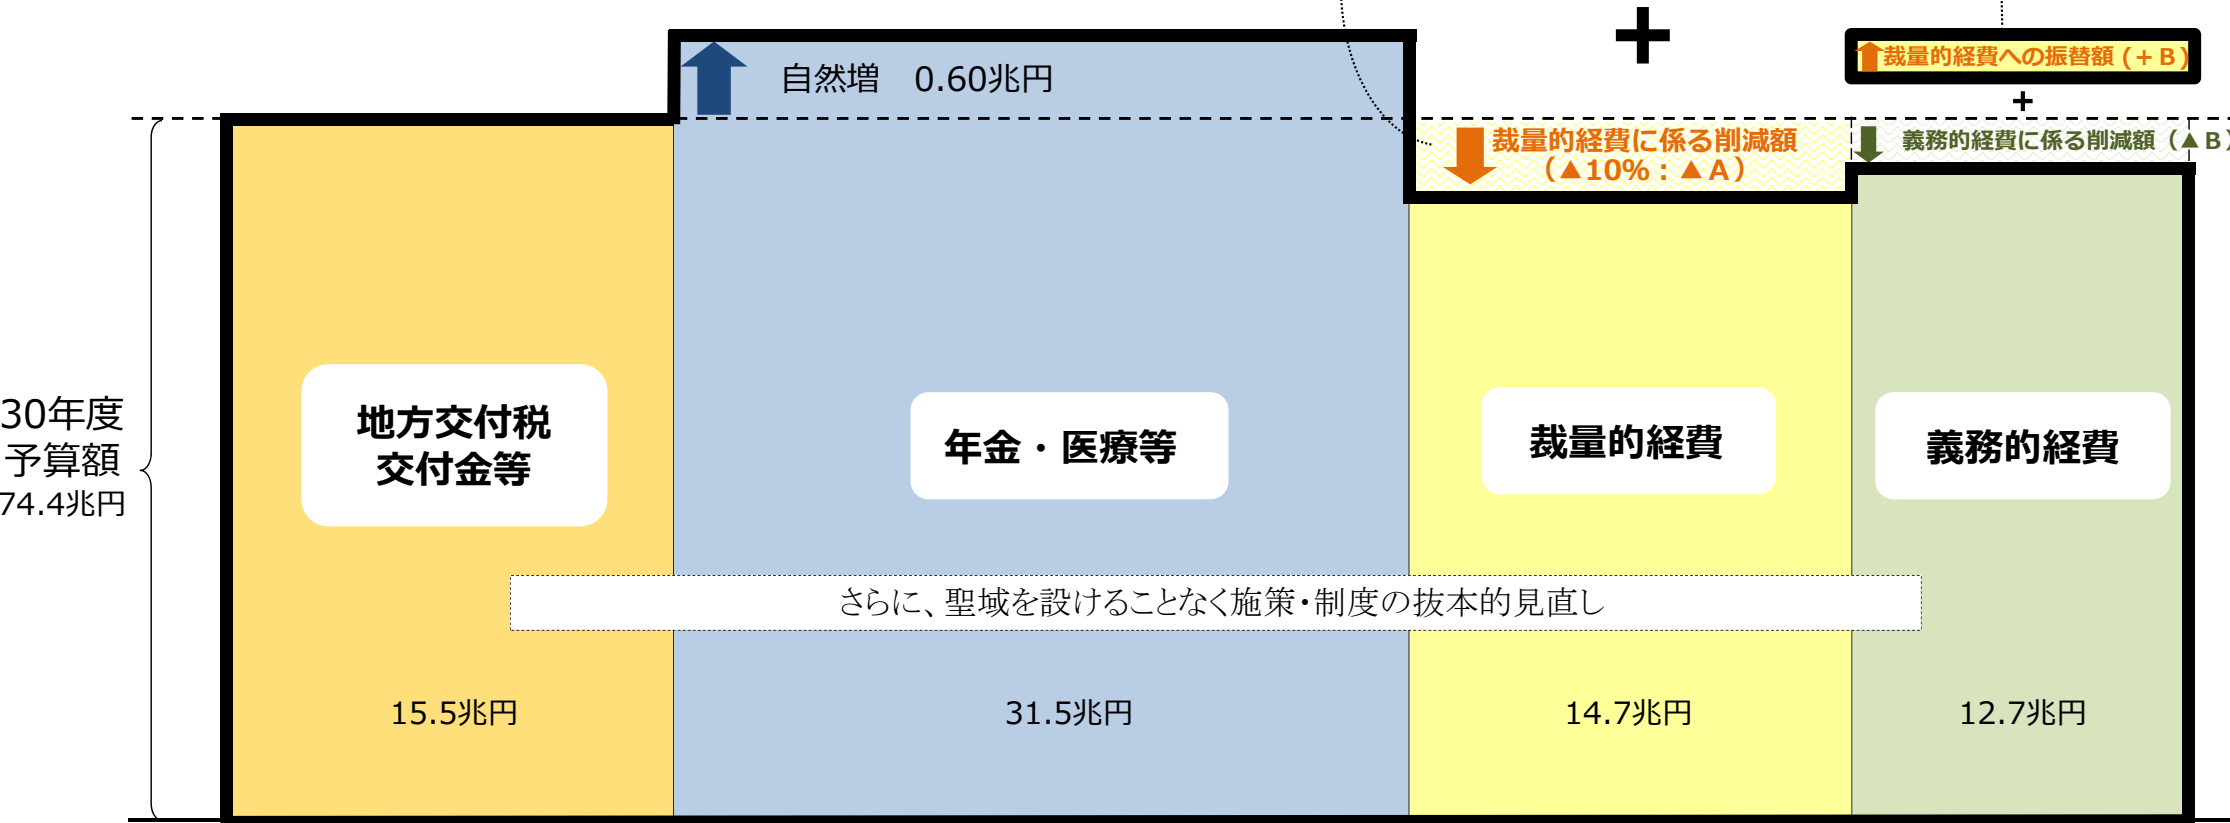 +
裁量的経費への振替額(+B)
+
自然増 0.60兆円
裁量的経費に係る削減額
(▲10%:▲A)
義務的経費に係る削減額(▲B)
30年度
予算額
74.4兆円
地方交付税
交付金等
年金・医療等
裁量的経費
義務的経費
さらに、聖域を設けることなく施策・制度の抜本的見直し
15.5兆円
31.5兆円
14.7兆円
12.7兆円